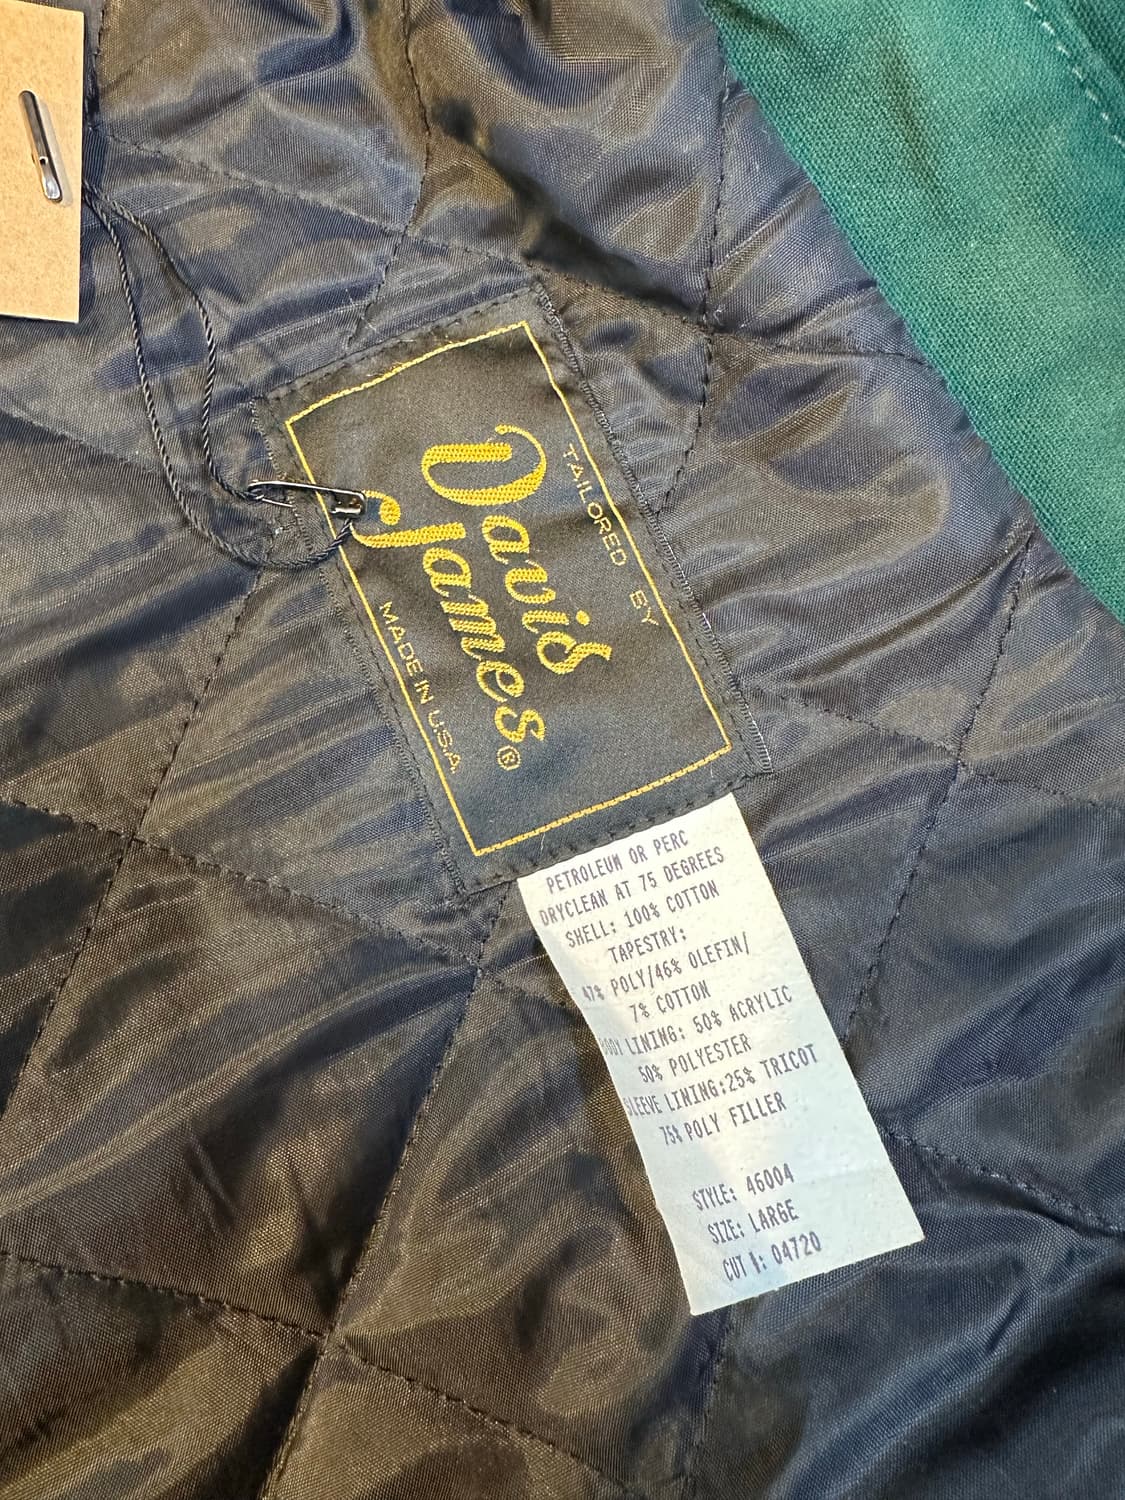 TAILORED BY
Davis
James®
MADE IN U.S.A.
PETROLEUM OR PERC
DRYCLEAN AT 75 DEGREES
SHELL: 100% COTTON
TAPESTRY:
47% POLY/46% OLEFIN/
7% COTTON
BODY LINING: 50% ACRYLIC
50% POLYESTER
SLEEVE LINING:25% TRICOT
75% POLY FILLER
STYLE: 46004
SIZE: LARGE
CUT #: 04720